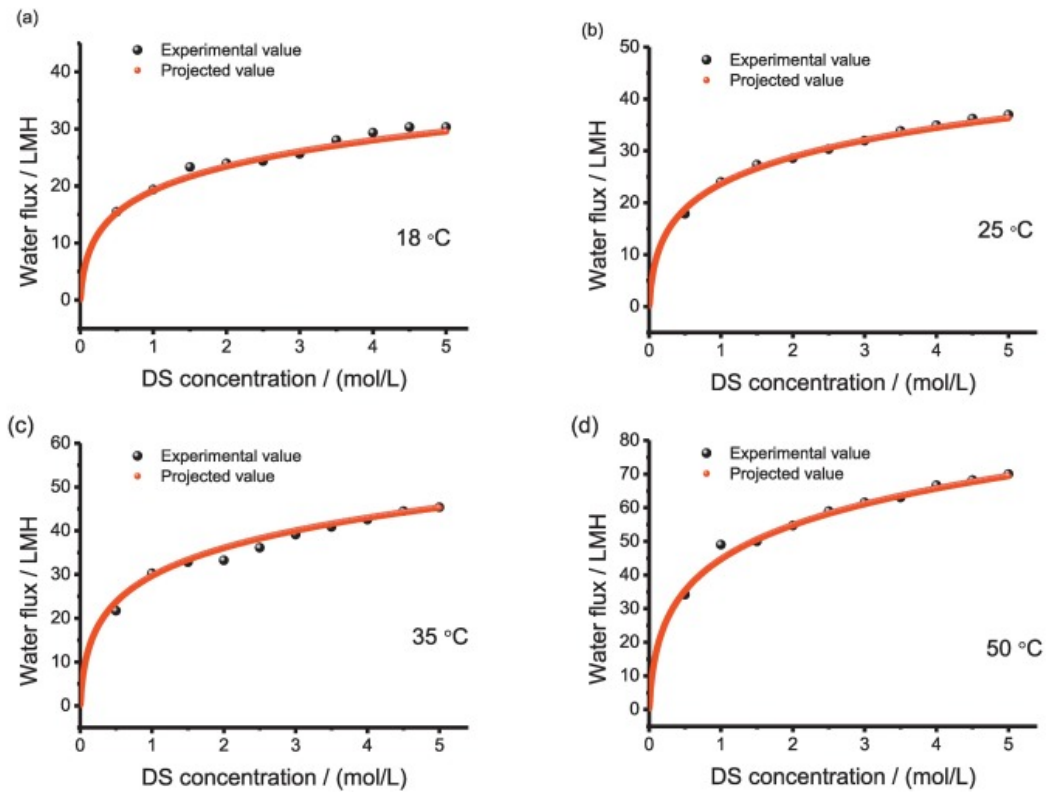 (a)
Experimental value
Projected value
40
30
20
10
0
Water flux / LMH
18 °C
0 1 2 3 4 5
DS concentration / (mol/L)
(b)
Experimental value
Projected value
50
40
30
20
10
0
Water flux / LMH
25 °C
0 1 2 3 4 5
DS concentration / (mol/L)
(c)
Experimental value
Projected value
60
50
40
30
20
10
0
Water flux / LMH
35 °C
0 1 2 3 4 5
DS concentration / (mol/L)
(d)
Experimental value
Projected value
80
70
60
50
40
30
20
10
0
Water flux / LMH
50 °C
0 1 2 3 4 5
DS concentration / (mol/L)